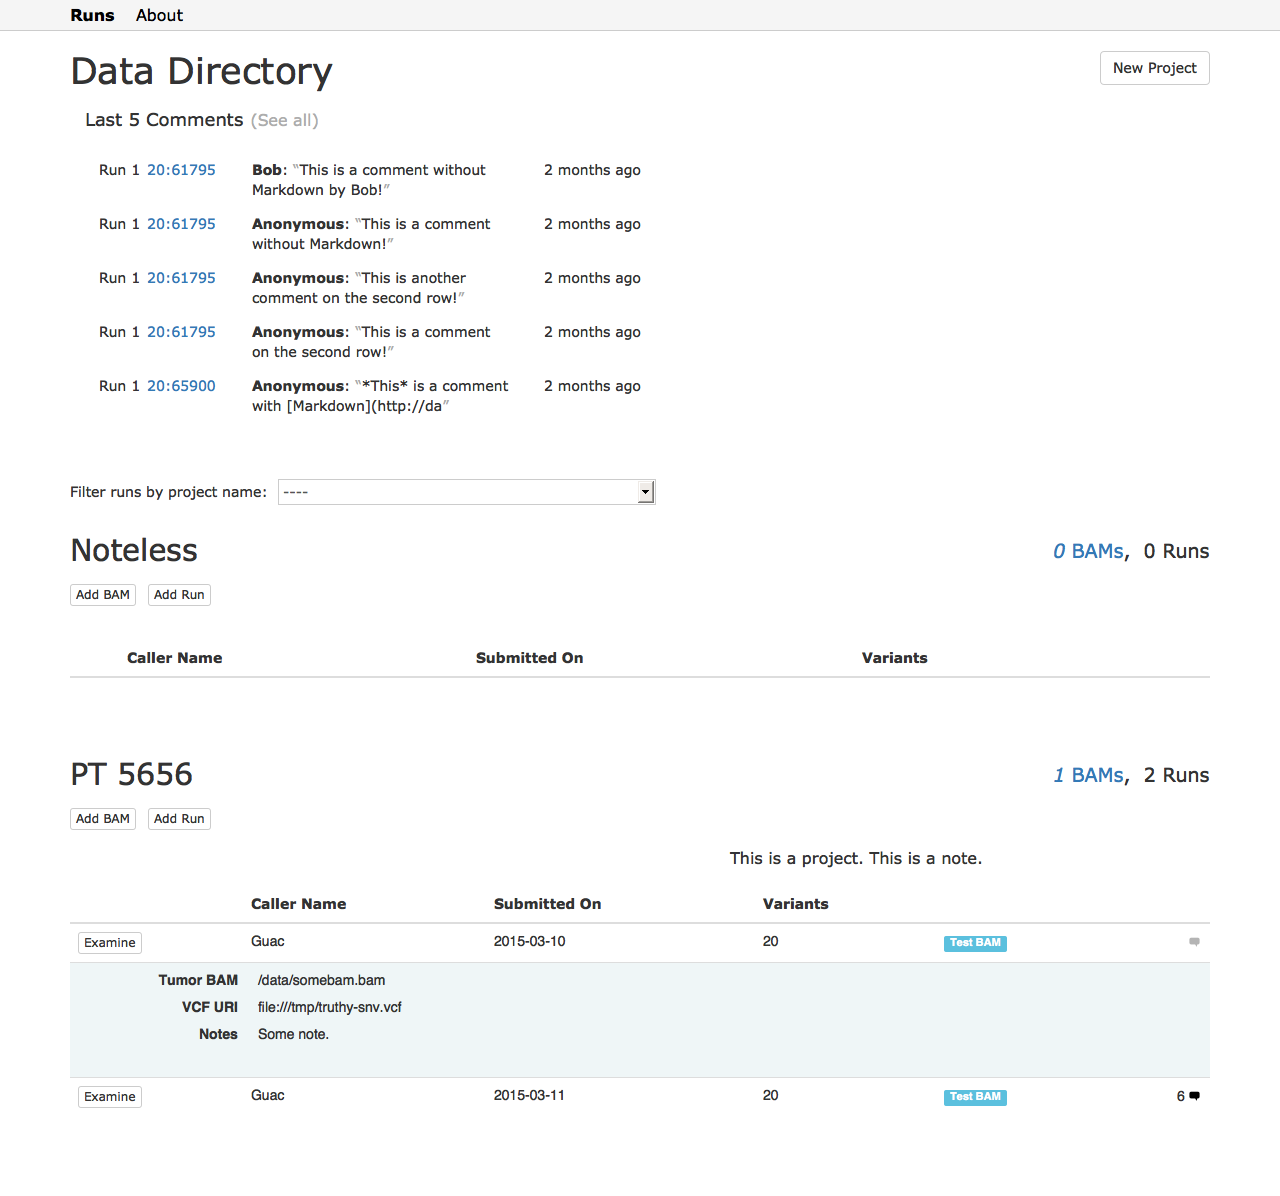 Runs About
Data Directory New Project
Last 5 Comments (See all)
Run 1 20:61795 Bob: "This is a comment without 2 months ago
Markdown by Bob!"
Run 1 20:61795 Anonymous: "This is a comment 2 months ago
without Markdown!"
Run 1 20:61795 Anonymous: "This is another 2 months ago
comment on the second row!"
Run 1 20:61795 Anonymous: "This is a comment 2 months ago
on the second row!"
Run 1 20:65900 Anonymous: "*This* is a comment 2 months ago
with [Markdown](http://da"
Filter runs by project name: ----
Noteless 0 BAMs, 0 Runs
Add BAM Add Run
Caller Name Submitted On Variants
PT 5656 1 BAMs, 2 Runs
Add BAM Add Run
This is a project. This is a note.
Caller Name Submitted On Variants
Examine Guac 2015-03-10 20 Test BAM
Tumor BAM /data/somebam.bam
VCF URI file:///tmp/truthy-snv.vcf
Notes Some note.
Examine Guac 2015-03-11 20 Test BAM 6